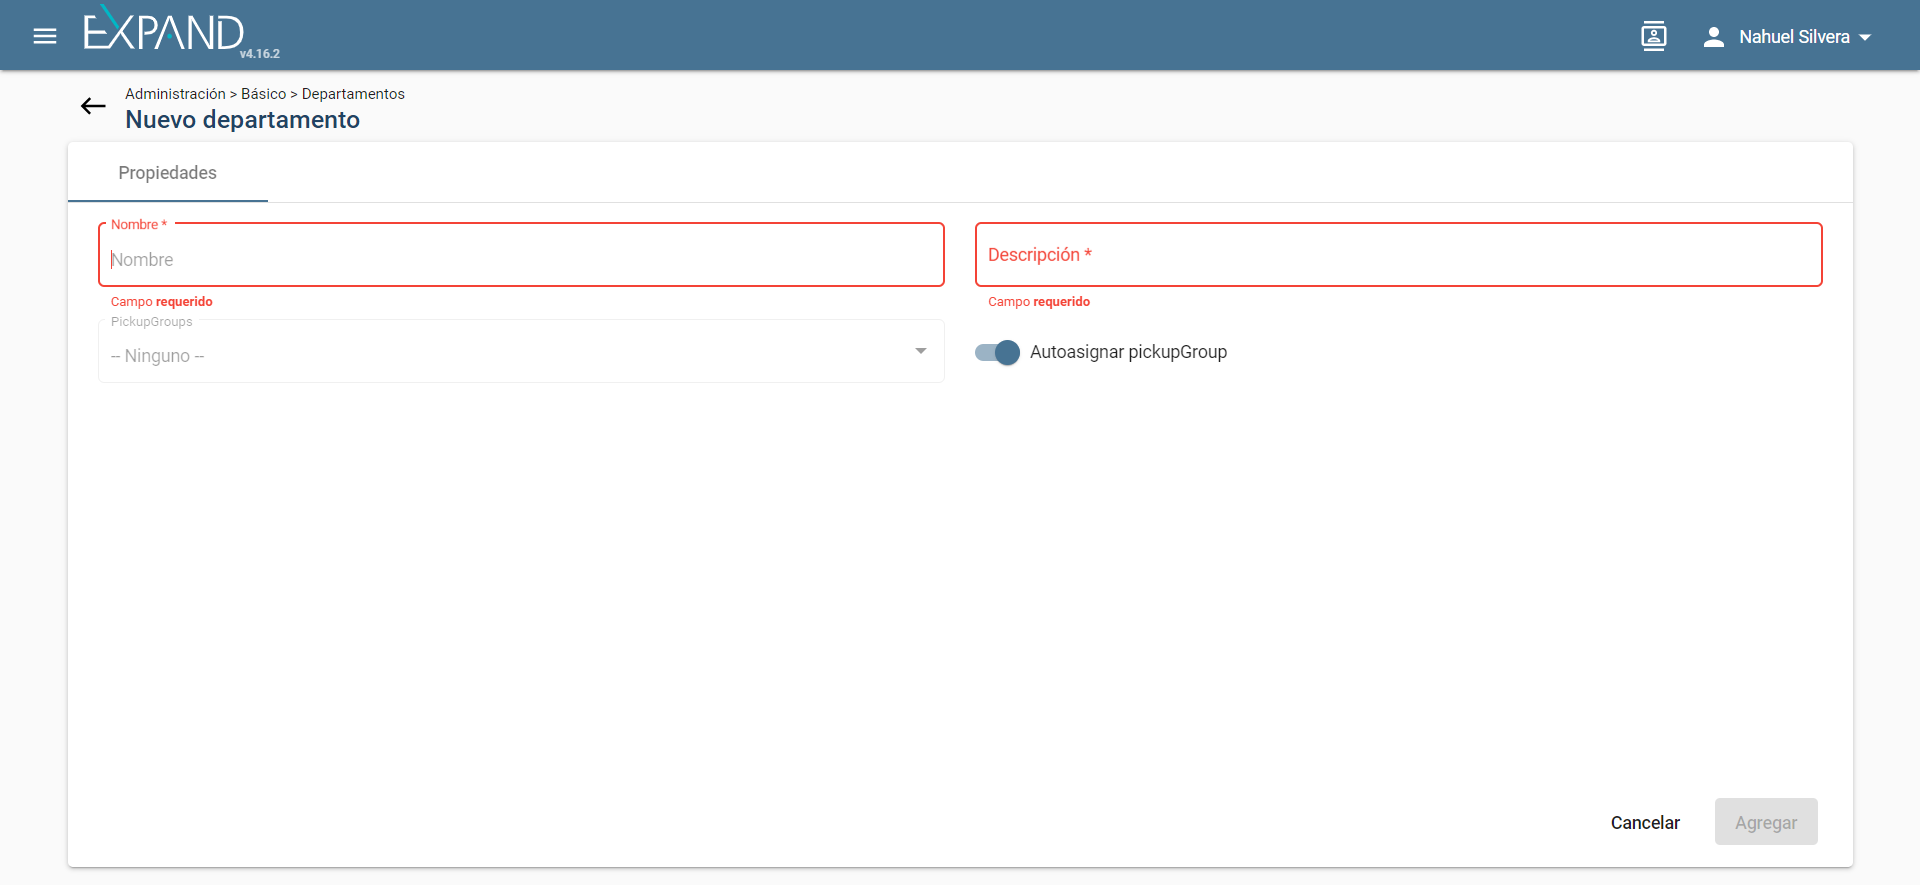 EXPAND
v4.16.2
Nahuel Silvera
Administración > Básico > Departamentos
Nuevo departamento
Propiedades
Nombre *
Nombre
Campo requerido
Descripción *
Campo requerido
PickupGroups
-- Ninguno --
Autoasignar pickupGroup
Cancelar
Agregar